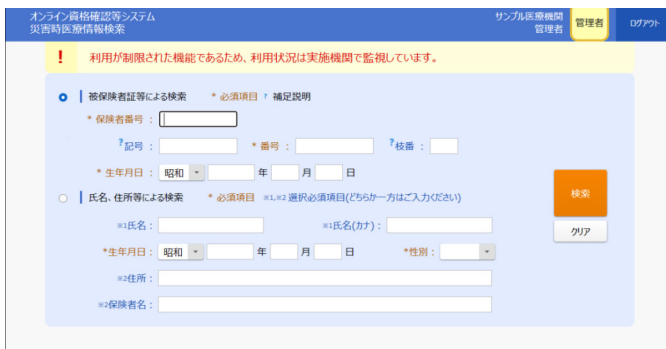 オンライン資格確認等システム
災害時医療情報検索
サンプル医療機関
管理者
管理者
ログアウト
! 利用が制限された機能であるため、利用状況は実施機関で監視しています。
被保険者証等による検索 * 必須項目 ? 補足説明
* 保険者番号 :
?記号 : * 番号 : ?枝番 :
* 生年月日 : 昭和 年 月 日
氏名、住所等による検索 * 必須項目 ※1,※2 選択必須項目(どちらか一方はご入力ください)
※1氏名 : ※1氏名(カナ) :
*生年月日 : 昭和 年 月 日 *性別 :
※2住所 :
※2保険者名 :
検索
クリア